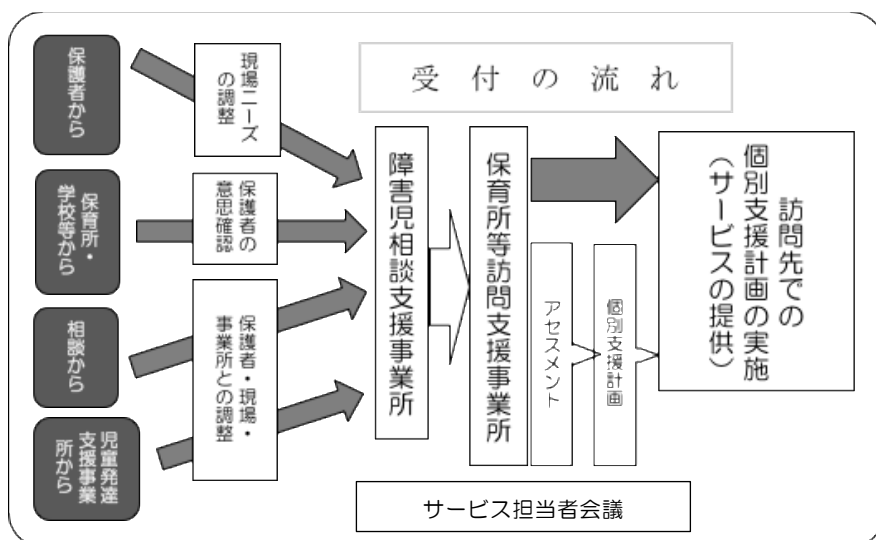 受付の流れ
保護者から
保育所・
学校等から
相談から
児童発達
支援事業
所から
現場ニーズ
の調整
保護者の
意思確認
保護者・現場・
事業所との調整
障害児相談支援事業所
保育所等訪問支援事業所
アセスメント
個別支援計画
訪問先での
個別支援計画の実施
（サービスの提供）
サービス担当者会議